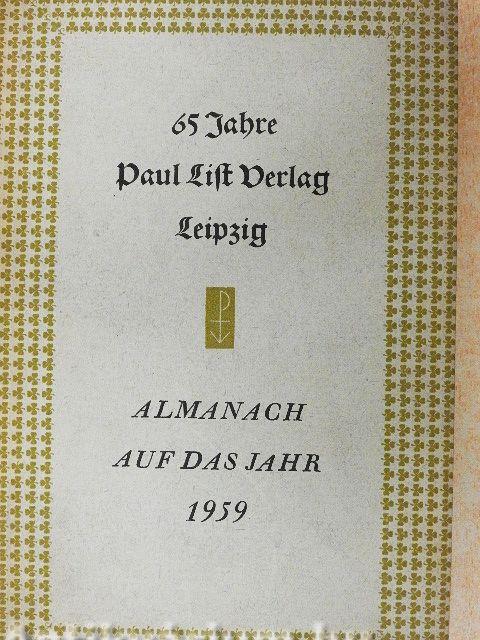 65 Jahre
Paul List Verlag
Leipzig
P
ALMANACH
AUF DAS JAHR
1959